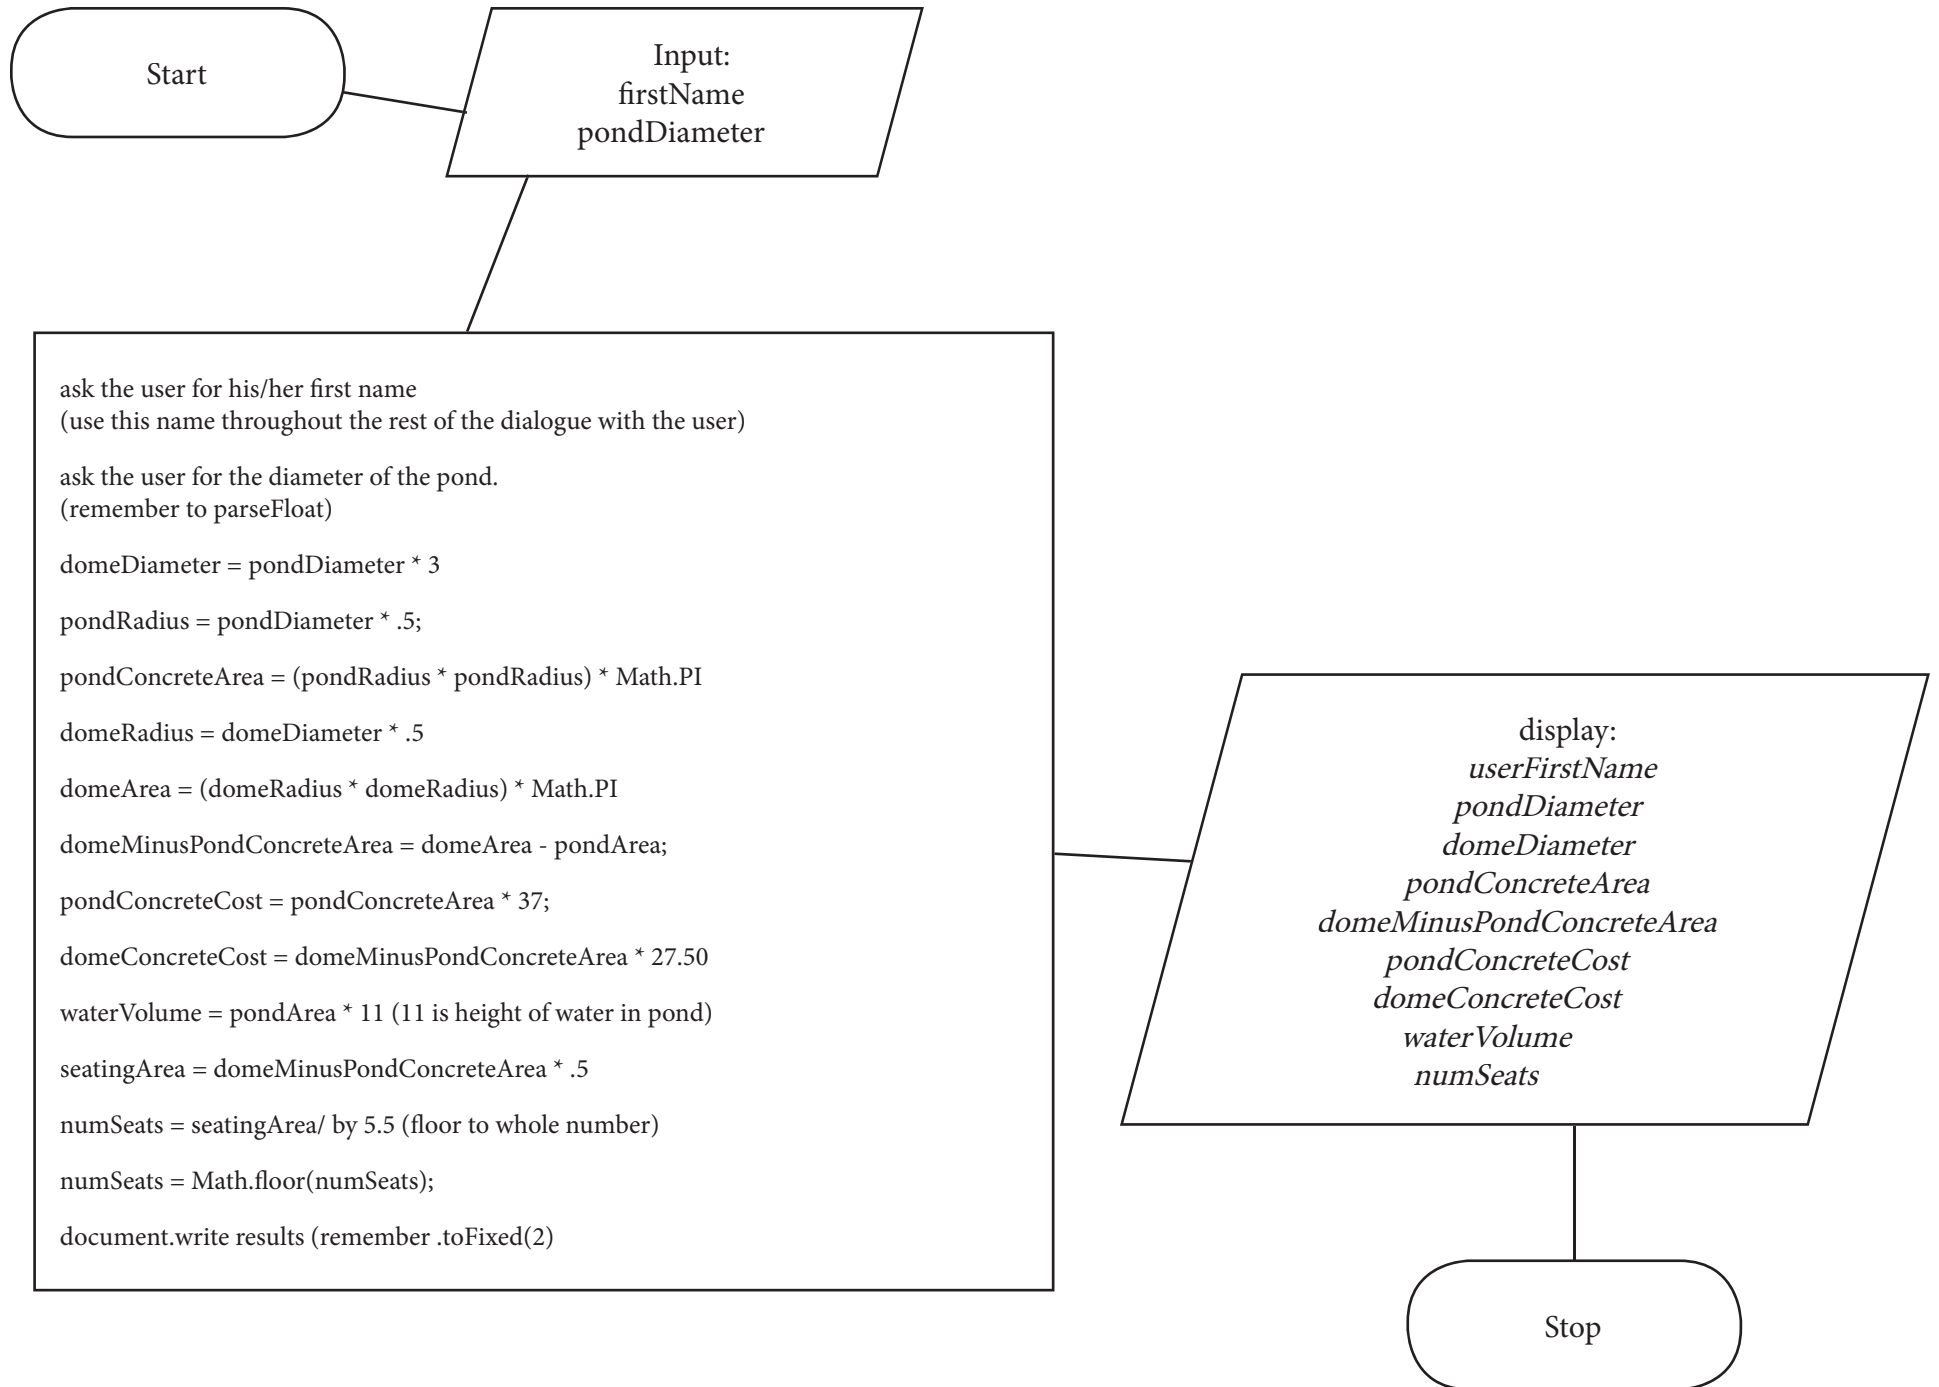 Start
Input:
firstName
pondDiameter
ask the user for his/her first name
(use this name throughout the rest of the dialogue with the user)
ask the user for the diameter of the pond.
(remember to parseFloat)
domeDiameter = pondDiameter * 3
pondRadius = pondDiameter * .5;
pondConcreteArea = (pondRadius * pondRadius) * Math.PI
domeRadius = domeDiameter * .5
domeArea = (domeRadius * domeRadius) * Math.PI
domeMinusPondConcreteArea = domeArea - pondArea;
pondConcreteCost = pondConcreteArea * 37;
domeConcreteCost = domeMinusPondConcreteArea * 27.50
waterVolume = pondArea * 11 (11 is height of water in pond)
seatingArea = domeMinusPondConcreteArea * .5
numSeats = seatingArea/ by 5.5 (floor to whole number)
numSeats = Math.floor(numSeats);
document.write results (remember .toFixed(2)
display:
userFirstName
pondDiameter
domeDiameter
pondConcreteArea
domeMinusPondConcreteArea
pondConcreteCost
domeConcreteCost
waterVolume
numSeats
Stop